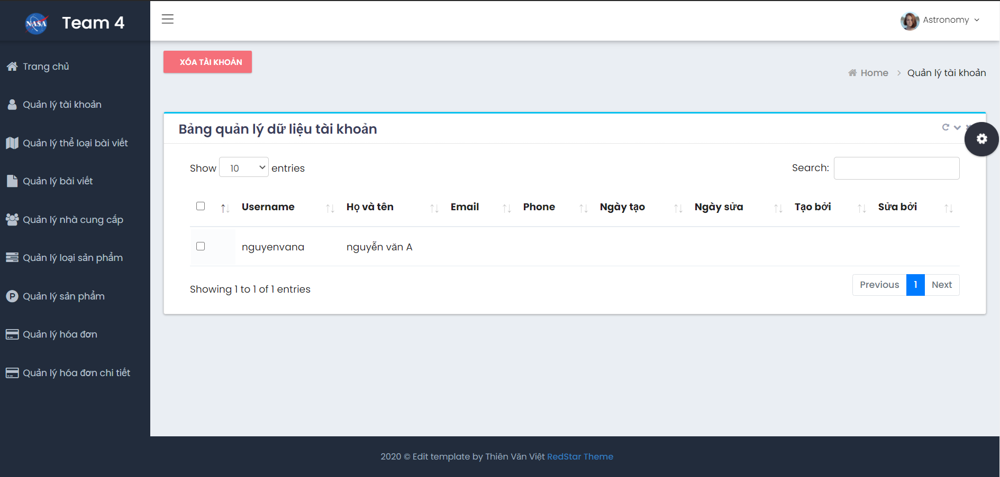 NASA Team 4
Astronomy
Trang chủ
Quản lý tài khoản
Quản lý thể loại bài viết
Quản lý bài viết
Quản lý nhà cung cấp
Quản lý loại sản phẩm
Quản lý sản phẩm
Quản lý hóa đơn
Quản lý hóa đơn chi tiết
XÓA TÀI KHOẢN
Home > Quản lý tài khoản
Bảng quản lý dữ liệu tài khoản
Show 10 entries
Search:
Username Họ và tên Email Phone Ngày tạo Ngày sửa Tạo bởi Sửa bởi
nguyenvana nguyễn văn A
Showing 1 to 1 of 1 entries
Previous 1 Next
2020 © Edit template by Thiên Văn Việt RedStar Theme